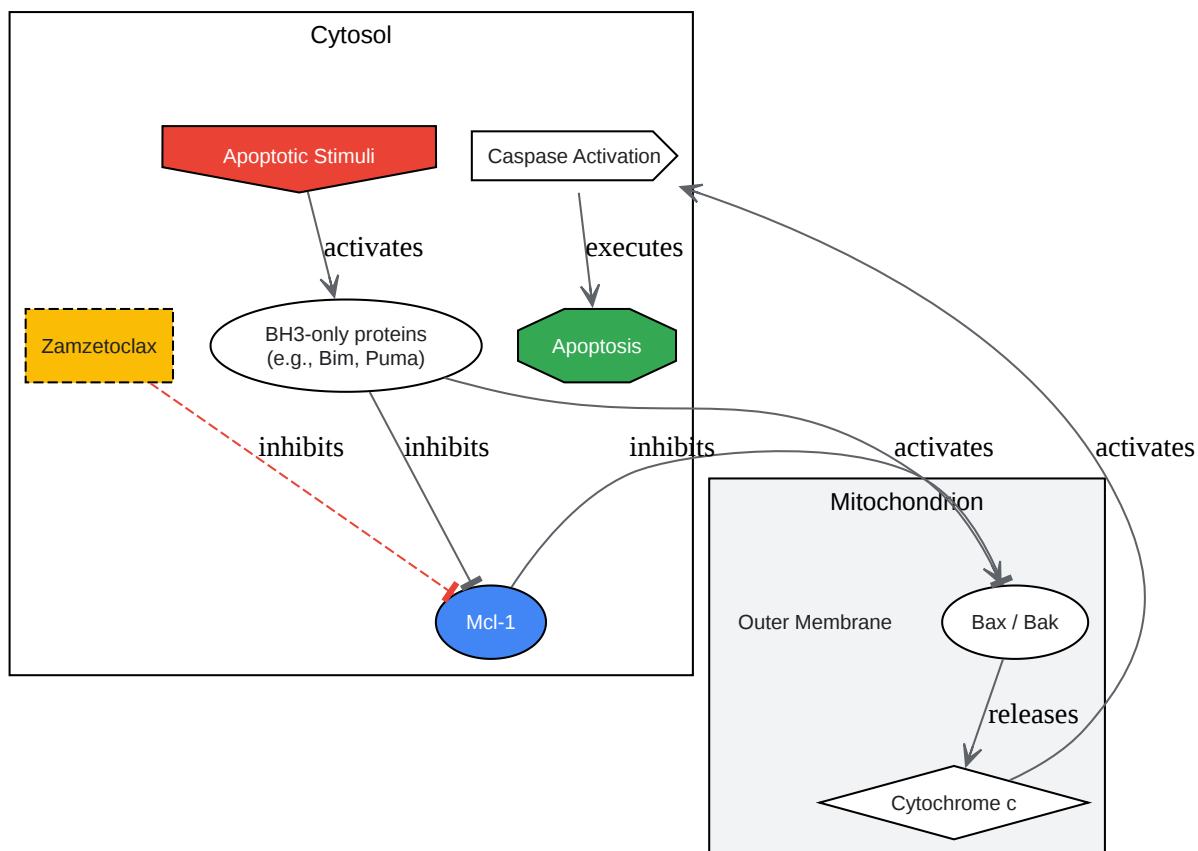 Cytosol
Apoptotic Stimuli
Caspase Activation
activates
executes
Zamzetoclax
BH3-only proteins
(e.g., Bim, Puma)
Apoptosis
inhibits
inhibits
inhibits
activates
activates
Mitochondrion
Mcl-1
Outer Membrane
Bax / Bak
releases
Cytochrome c